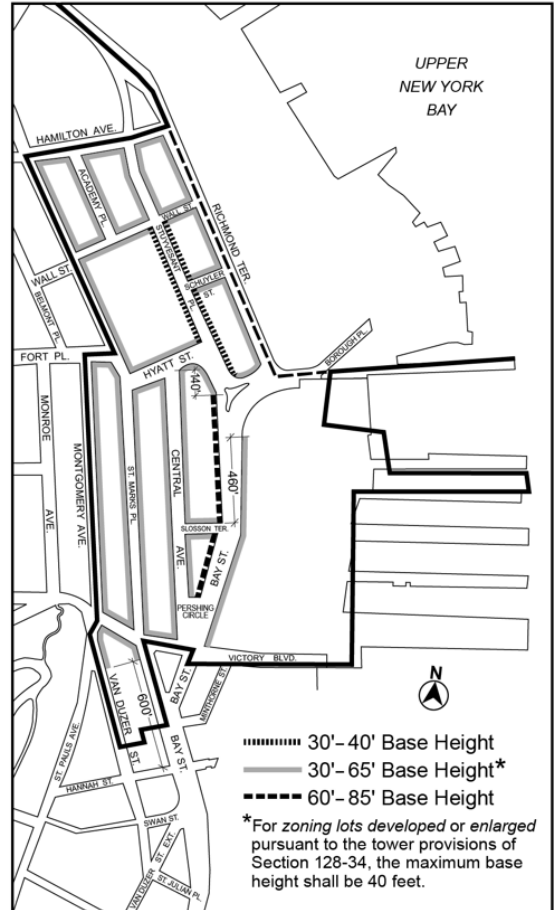 UPPER
NEW YORK
BAY
HAMILTON AVE.
ACADEMY PL.
WALL ST.
RICHMOND TER.
STUYVESANT PL.
SCHUYLER
ST.
WALL ST.
BELMONT PL.
BOROUGH PL.
FORT PL.
HYATT ST.
140'
MONROE
AVE.
MONTGOMERY AVE.
ST. MARKS PL.
CENTRAL
AVE.
460'
SLOSSON TER.
BAY ST.
PERSHING
CIRCLE
VICTORY BLVD.
VAN DUZER
ST.
600'
BAY ST.
MINTHORNE ST.
BAY ST.
ST. PAULS AVE.
HANNAH ST.
SWAN ST.
VAN DUZER ST. EXT.
ST. JULIAN PL.
N
30'–40' Base Height
30'–65' Base Height*
60'–85' Base Height
*For zoning lots developed or enlarged
pursuant to the tower provisions of
Section 128-34, the maximum base
height shall be 40 feet.